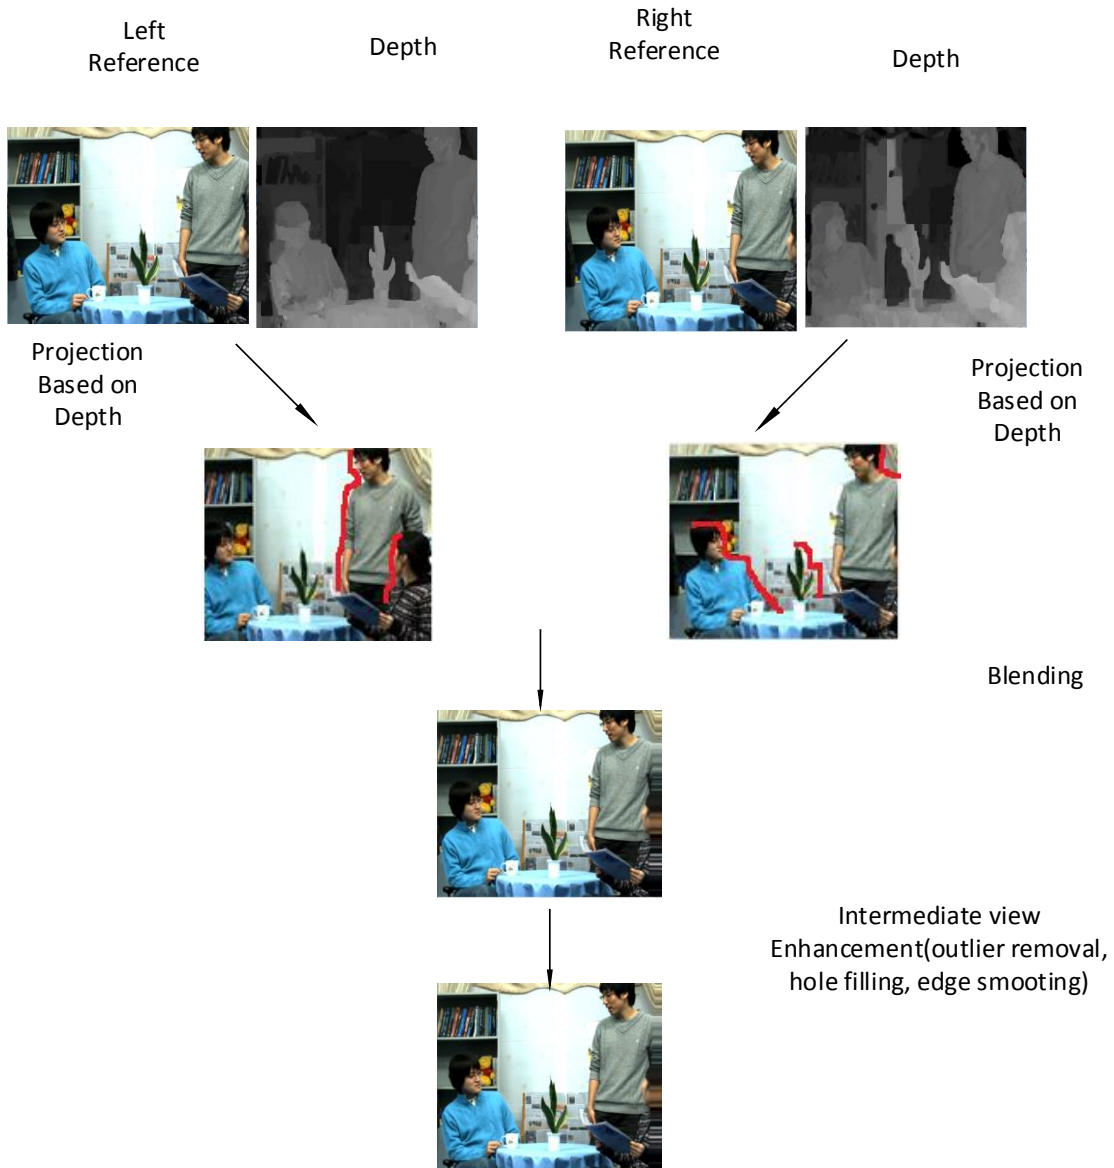 Left
Reference
Depth
Right
Reference
Depth
Projection
Based on
Depth
Projection
Based on
Depth
Blending
Intermediate view
Enhancement(outlier removal,
hole filling, edge smooting)